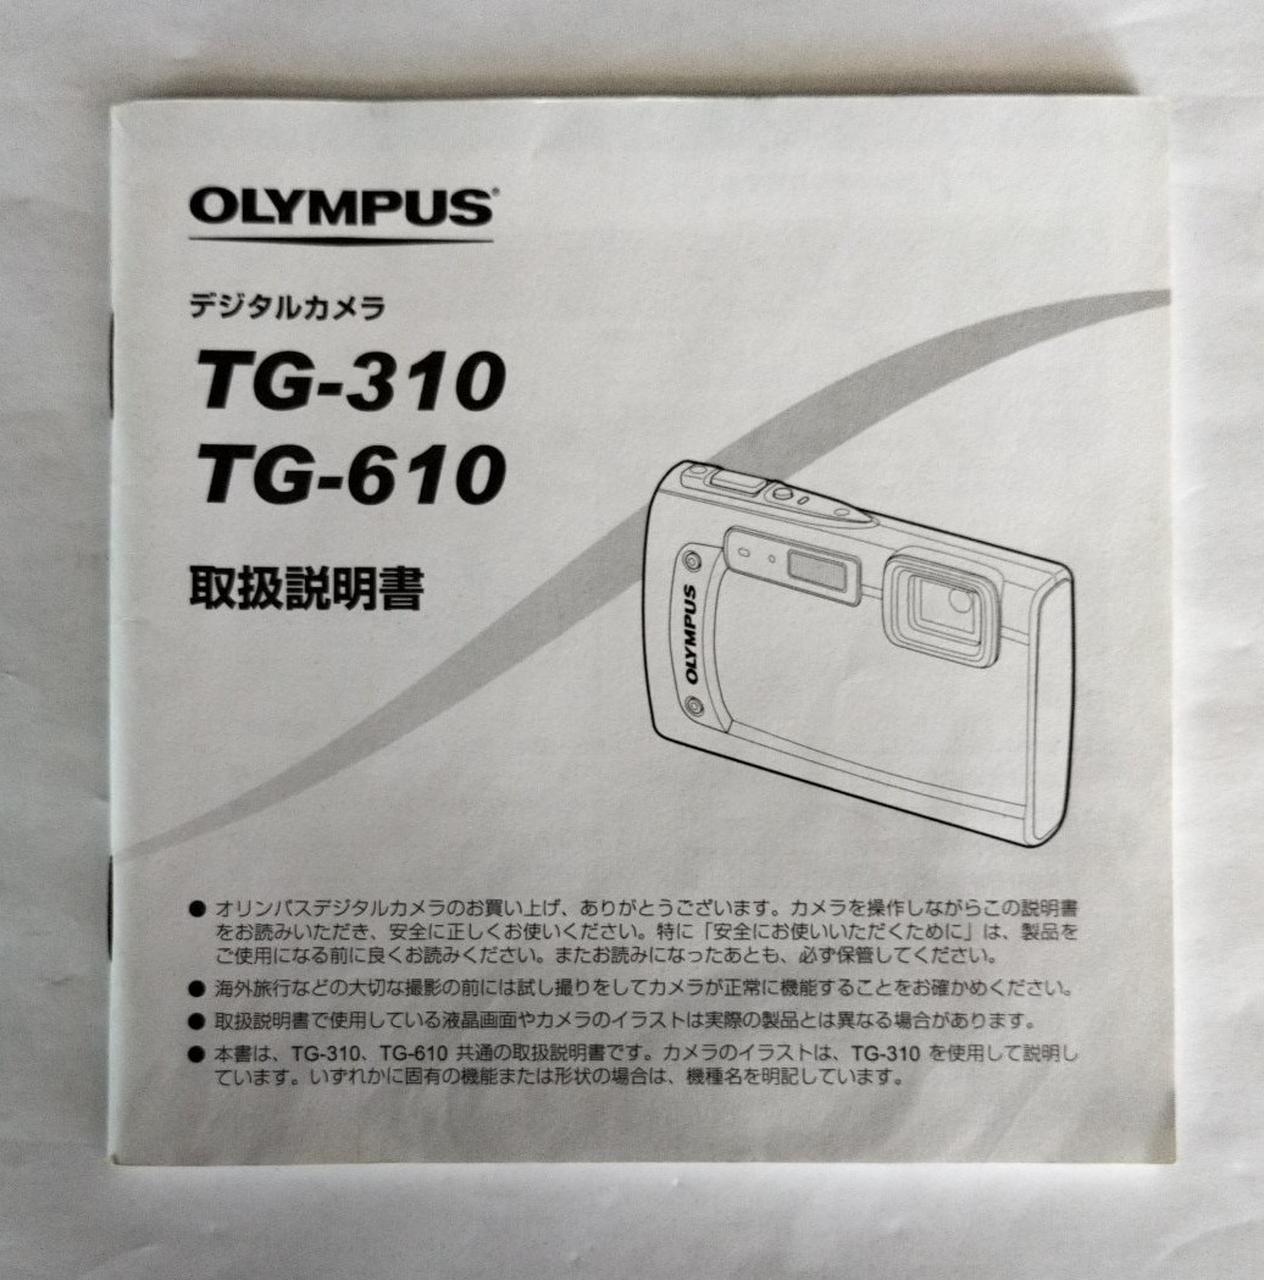 OLYMPUS®
デジタルカメラ
TG-310
TG-610
取扱説明書
OLYMPUS
● オリンパスデジタルカメラのお買い上げ、ありがとうございます。カメラを操作しながらこの説明書
をお読みいただき、安全に正しくお使いください。特に「安全にお使いいただくために」は、製品を
ご使用になる前に良くお読みください。またお読みになったあとも、必ず保管してください。
● 海外旅行などの大切な撮影の前には試し撮りをしてカメラが正常に機能することをお確かめください。
● 取扱説明書で使用している液晶画面やカメラのイラストは実際の製品とは異なる場合があります。
● 本書は、TG-310、TG-610 共通の取扱説明書です。カメラのイラストは、TG-310 を使用して説明し
ています。いずれかに固有の機能または形状の場合は、機種名を明記しています。